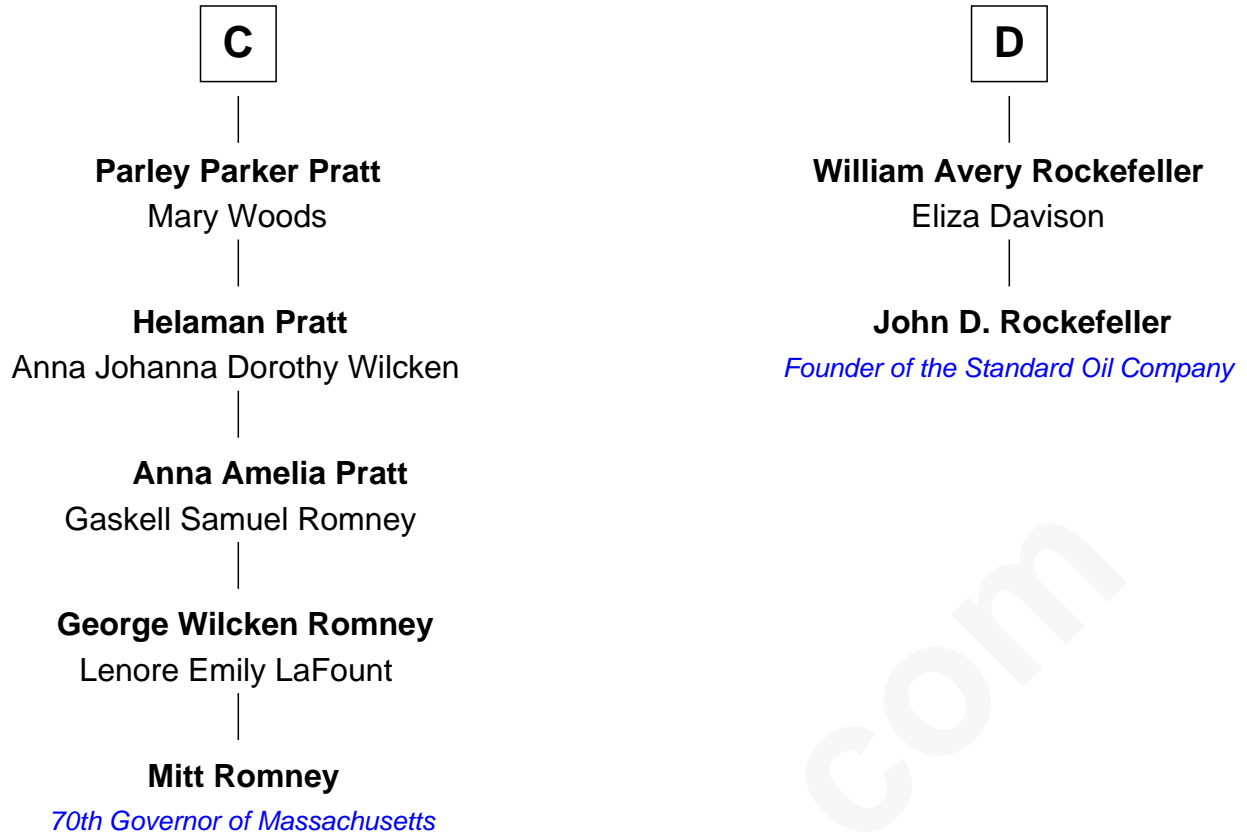 C
Parley Parker Pratt
Mary Woods
Helaman Pratt
Anna Johanna Dorothy Wilcken
Anna Amelia Pratt
Gaskell Samuel Romney
George Wilcken Romney
Lenore Emily LaFount
Mitt Romney
70th Governor of Massachusetts
D
William Avery Rockefeller
Eliza Davison
John D. Rockefeller
Founder of the Standard Oil Company
com